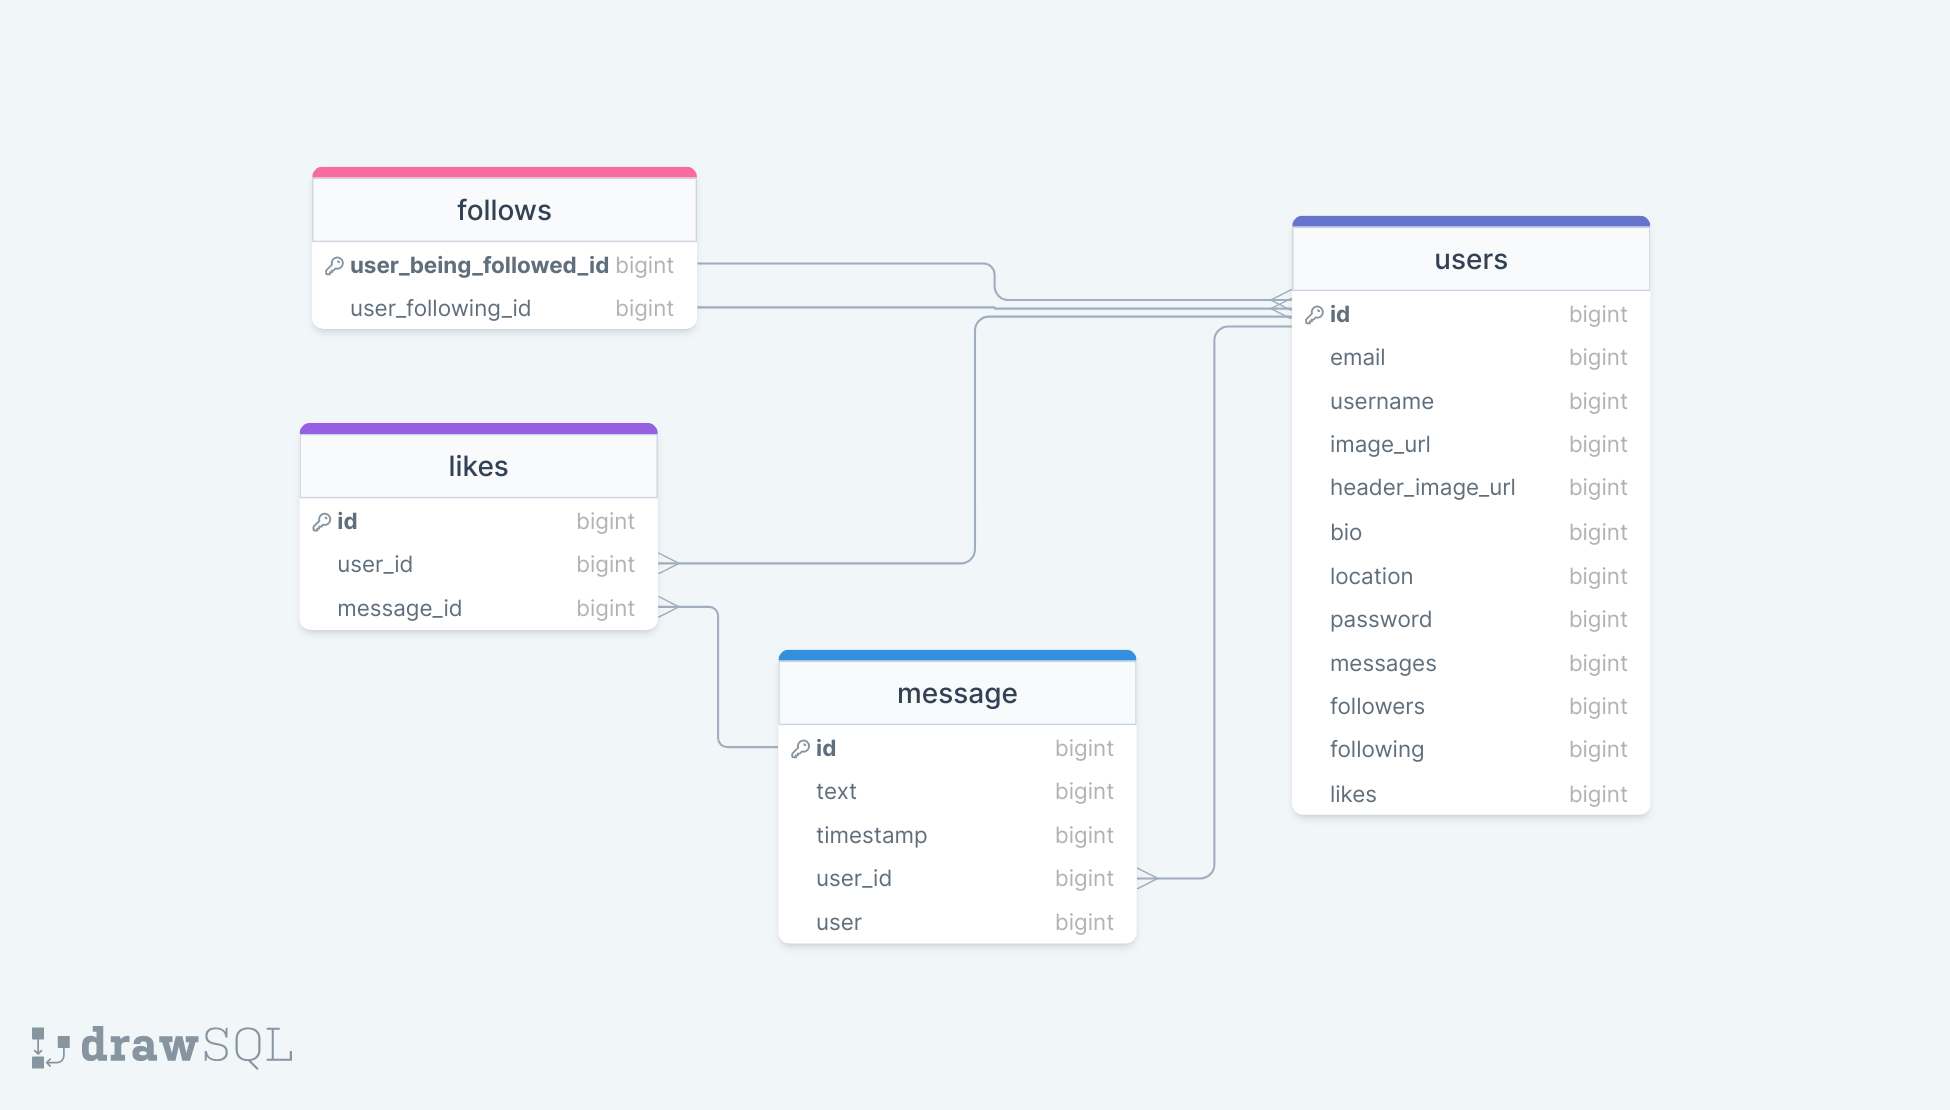 follows
user_being_followed_id bigint
user_following_id bigint
users
id bigint
email bigint
username bigint
image_url bigint
header_image_url bigint
bio bigint
location bigint
password bigint
messages bigint
followers bigint
following bigint
likes bigint
likes
id bigint
user_id bigint
message_id bigint
message
id bigint
text bigint
timestamp bigint
user_id bigint
user bigint
drawSQL